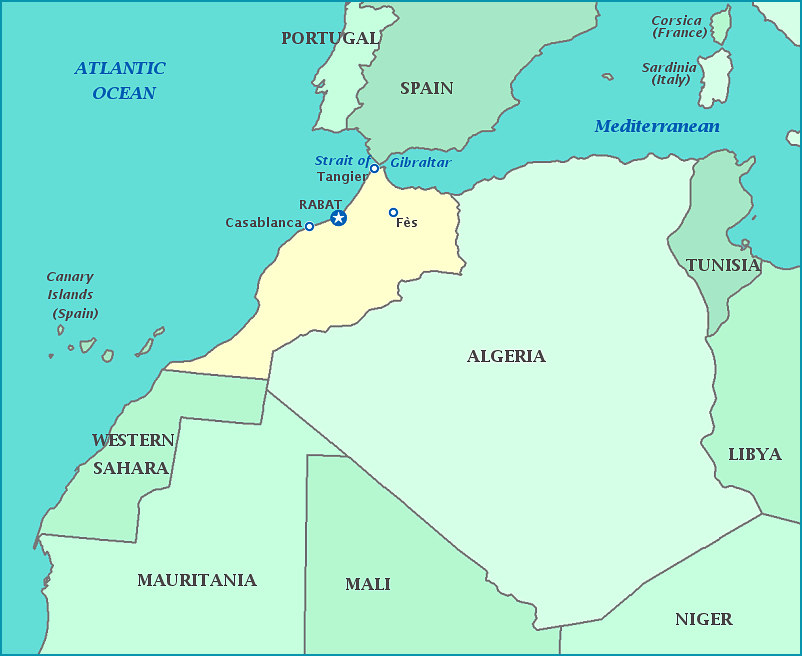 Corsica
(France)
PORTUGAL
ATLANTIC
OCEAN
Sardinia
(Italy)
SPAIN
Mediterranean
Strait of
Gibraltar
Tangier
RABAT
Casablanca
Fès
TUNISIA
Canary
Islands
(Spain)
ALGERIA
WESTERN
SAHARA
LIBYA
MAURITANIA
MALI
NIGER